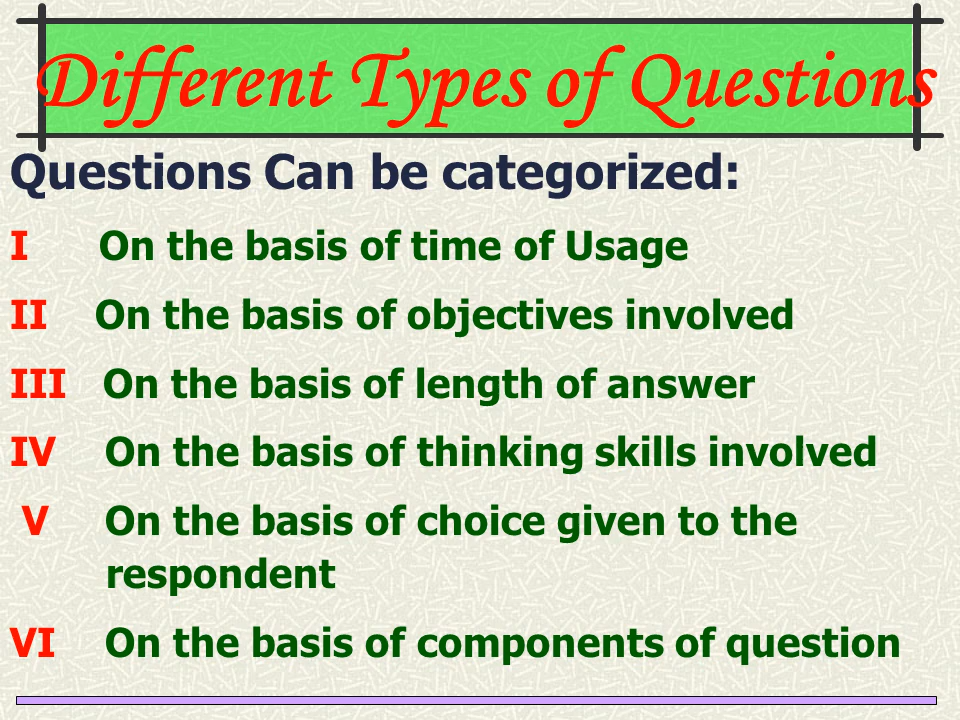 Different Types of Questions
Questions Can be categorized:
I On the basis of time of Usage
II On the basis of objectives involved
III On the basis of length of answer
IV On the basis of thinking skills involved
V On the basis of choice given to the
respondent
VI On the basis of components of question